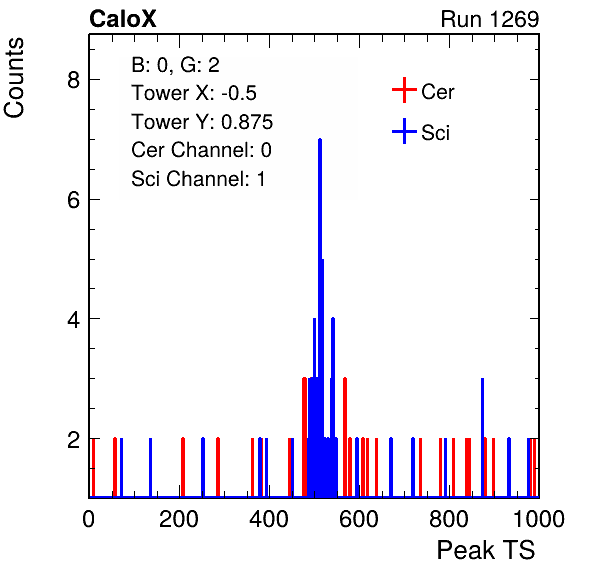 CaloX Run 1269
Counts
B: 0, G: 2
Tower X: -0.5
Tower Y: 0.875
Cer Channel: 0
Sci Channel: 1
Cer
Sci
8
6
4
2
0 200 400 600 800 1000
Peak TS